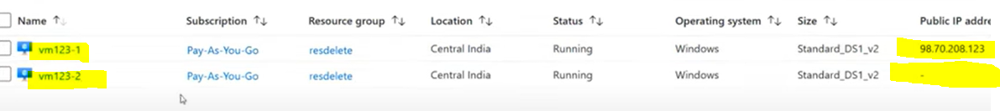 Name ↑↓ Subscription ↑↓ Resource group ↑↓ Location ↑↓ Status ↑↓ Operating system ↑↓ Size ↑↓ Public IP addre
vm123-1 Pay-As-You-Go resdelete Central India Running Windows Standard_DS1_v2 98.70.208.123
vm123-2 Pay-As-You-Go resdelete Central India Running Windows Standard_DS1_v2 -